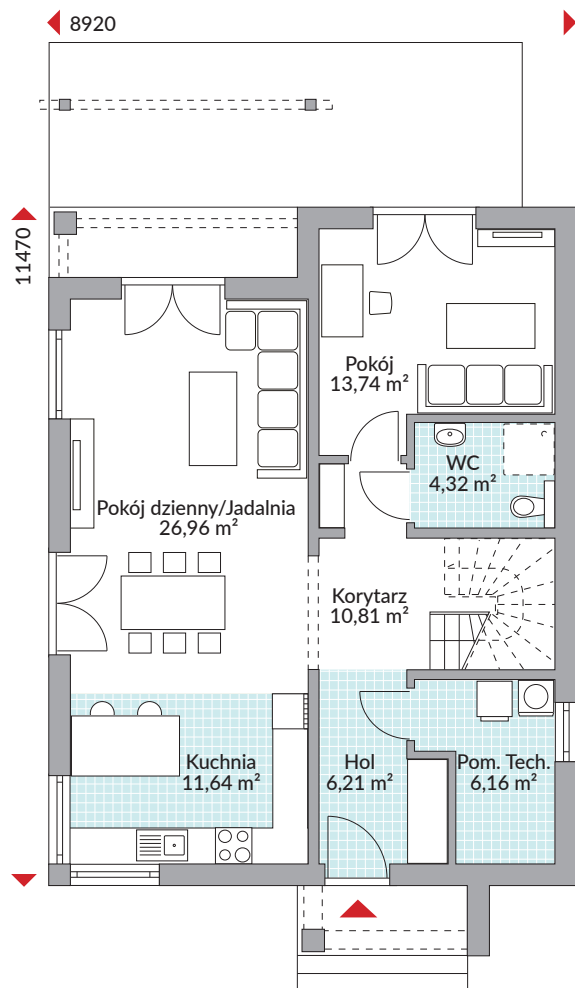 8920
11470
Pokój
13,74 m²
WC
4,32 m²
Pokój dzienny/Jadalnia
26,96 m²
Korytarz
10,81 m²
Kuchnia
11,64 m²
Hol
6,21 m²
Pom. Tech.
6,16 m²